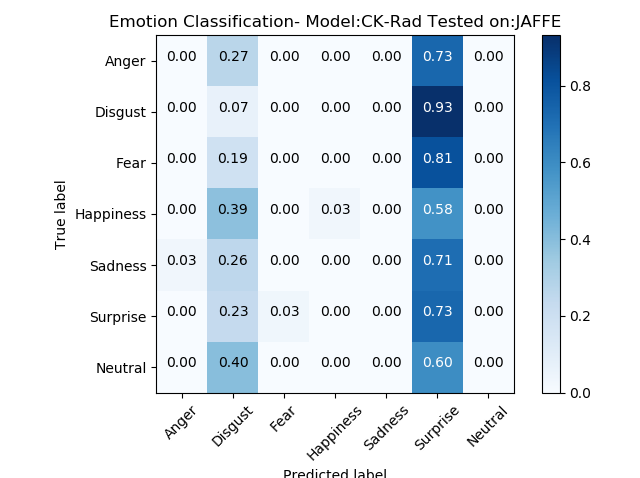 Emotion Classification- Model:CK-Rad Tested on:JAFFE
True label
Anger 0.00 0.27 0.00 0.00 0.00 0.73 0.00
Disgust 0.00 0.07 0.00 0.00 0.00 0.93 0.00
Fear 0.00 0.19 0.00 0.00 0.00 0.81 0.00
Happiness 0.00 0.39 0.00 0.03 0.00 0.58 0.00
Sadness 0.03 0.26 0.00 0.00 0.00 0.71 0.00
Surprise 0.00 0.23 0.03 0.00 0.00 0.73 0.00
Neutral 0.00 0.40 0.00 0.00 0.00 0.60 0.00
Anger Disgust Fear Happiness Sadness Surprise Neutral
Predicted label
0.8
0.6
0.4
0.2
0.0